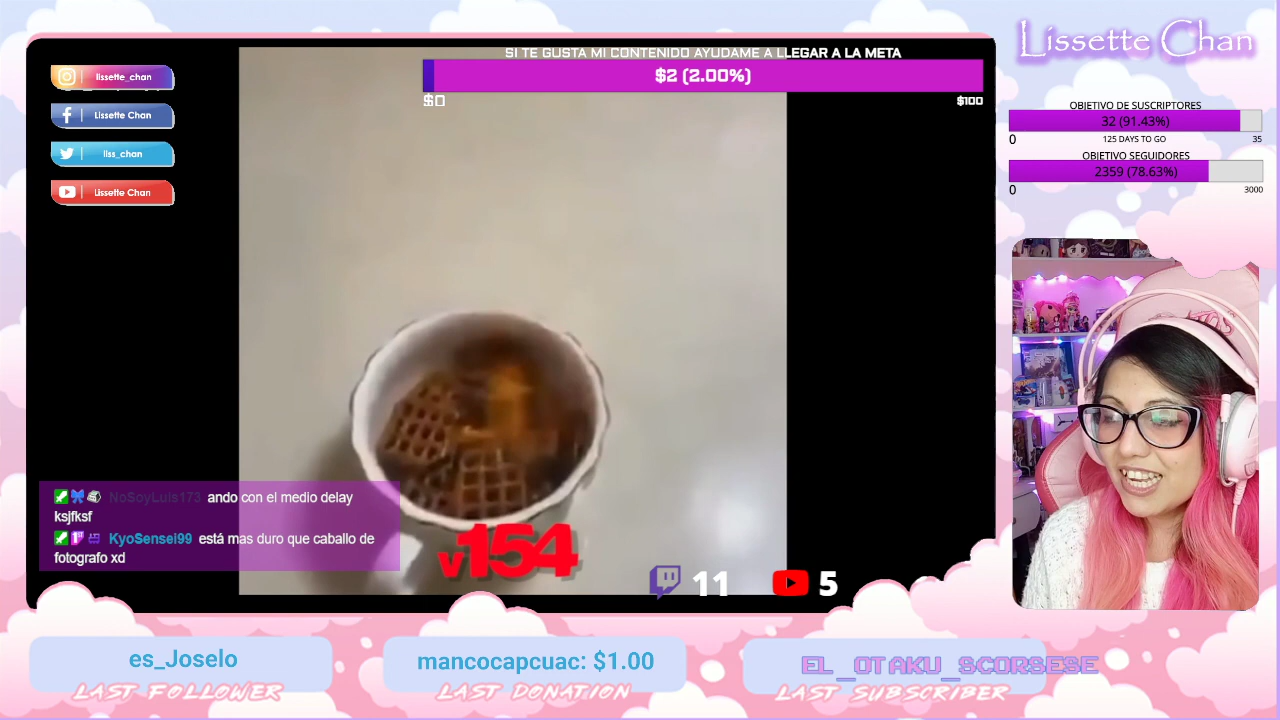 Lissette Chan
SI TE GUSTA MI CONTENIDO AYUDAME A LLEGAR A LA META
$2 (2.00%)
$0
$100
lissette_chan
Lissette Chan
liss_chan
Lissette Chan
OBJETIVO DE SUSCRIPTORES
32 (91.43%)
0
125 DAYS TO GO
35
OBJETIVO SEGUIDORES
2359 (78.63%)
0
3000
NoSoyLuis173 ando con el medio delay
ksjfksf
KyoSensei99 está mas duro que caballo de
fotografo xd
v154
11
5
es_Joselo
LAST FOLLOWER
mancocapcuac: $1.00
LAST DONATION
EL_OTAKU_SCORSESE
LAST SUBSCRIBER